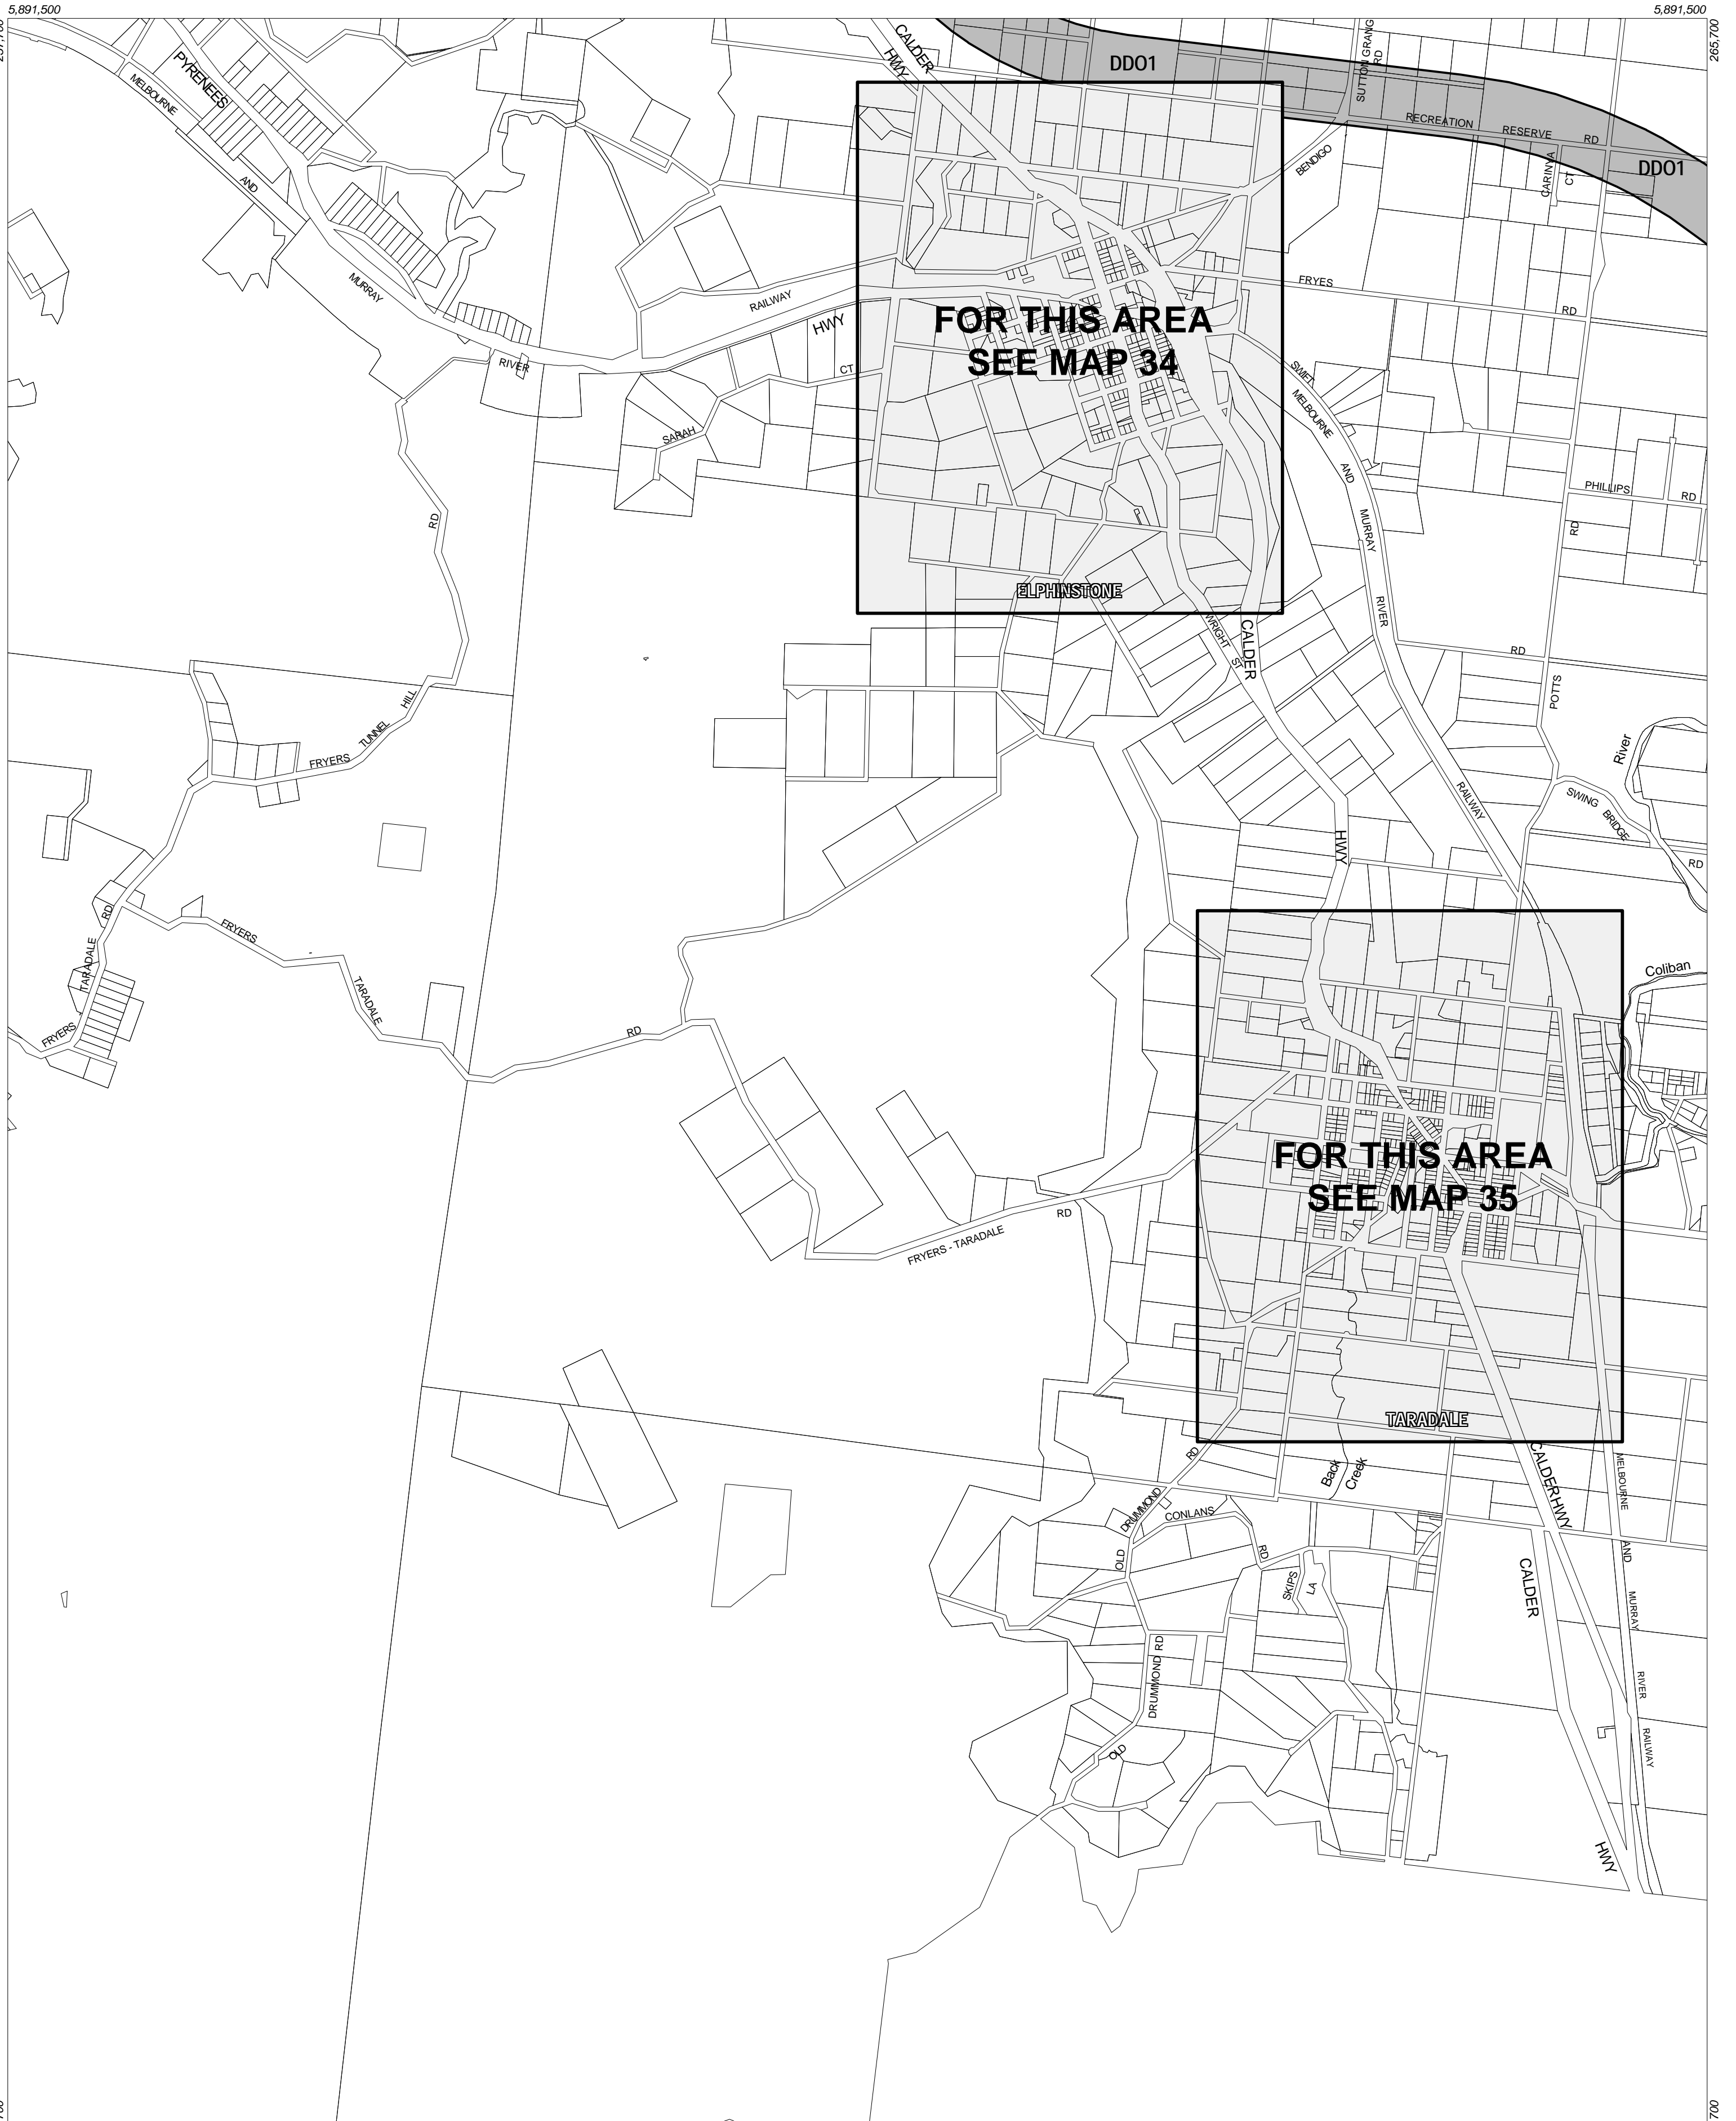 5,891,500
5,891,500
265,700
CALDER
HWY
DDO1
SUTTON GRANG
RD
PYRENEES
MELBOURNE
AND
BENDIGO
RECREATION
RESERVE
RD
CARINYA
CT
DDO1
MURRAY
RAILWAY
HWY
FRYES
RD
RIVER
CT
SARAH
FOR THIS AREA
SEE MAP 34
SWIFT
MELBOURNE
AND
MURRAY
RIVER
PHILLIPS
RD
RD
RD
ELPHINSTONE
WRIGHT ST
CALDER
RD
POTTS
HILL
TUNNEL
FRYERS
River
RAILWAY
SWING
BRIDGE
RD
HWY
RD
FRYERS
TARADALE
TARADALE
FRYERS
RD
Coliban
FOR THIS AREA
SEE MAP 35
RD
FRYERS - TARADALE
TARADALE
RD
DRUMMOND
OLD
CONLANS
RD
Back
Creek
CALDER HWY
MELBOURNE
AND
SKIPS
LA
CALDER
MURRAY
DRUMMOND RD
RIVER
OLD
RAILWAY
HWY